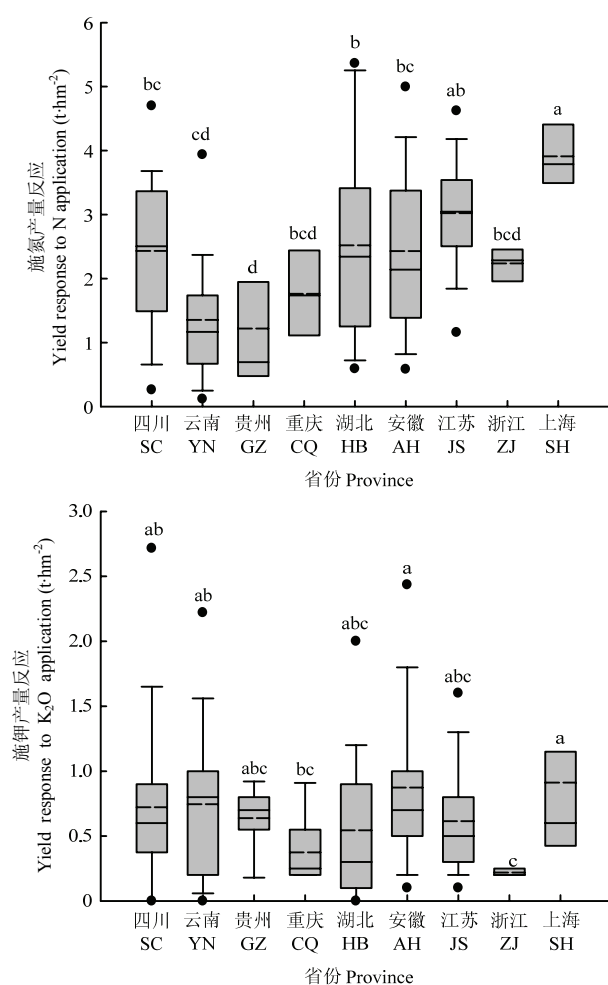 6
5
4
3
2
1
0
施氮产量反应
Yield response to N application (t·hm-2)
bc
cd
d
bcd
b
bc
ab
bcd
a
四川 云南 贵州 重庆 湖北 安徽 江苏 浙江 上海
SC YN GZ CQ HB AH JS ZJ SH
省份 Province
3.0
2.5
2.0
1.5
1.0
0.5
0
施钾产量反应
Yield response to K2O application (t·hm-2)
ab
ab
abc
bc
abc
a
abc
c
a
四川 云南 贵州 重庆 湖北 安徽 江苏 浙江 上海
SC YN GZ CQ HB AH JS ZJ SH
省份 Province